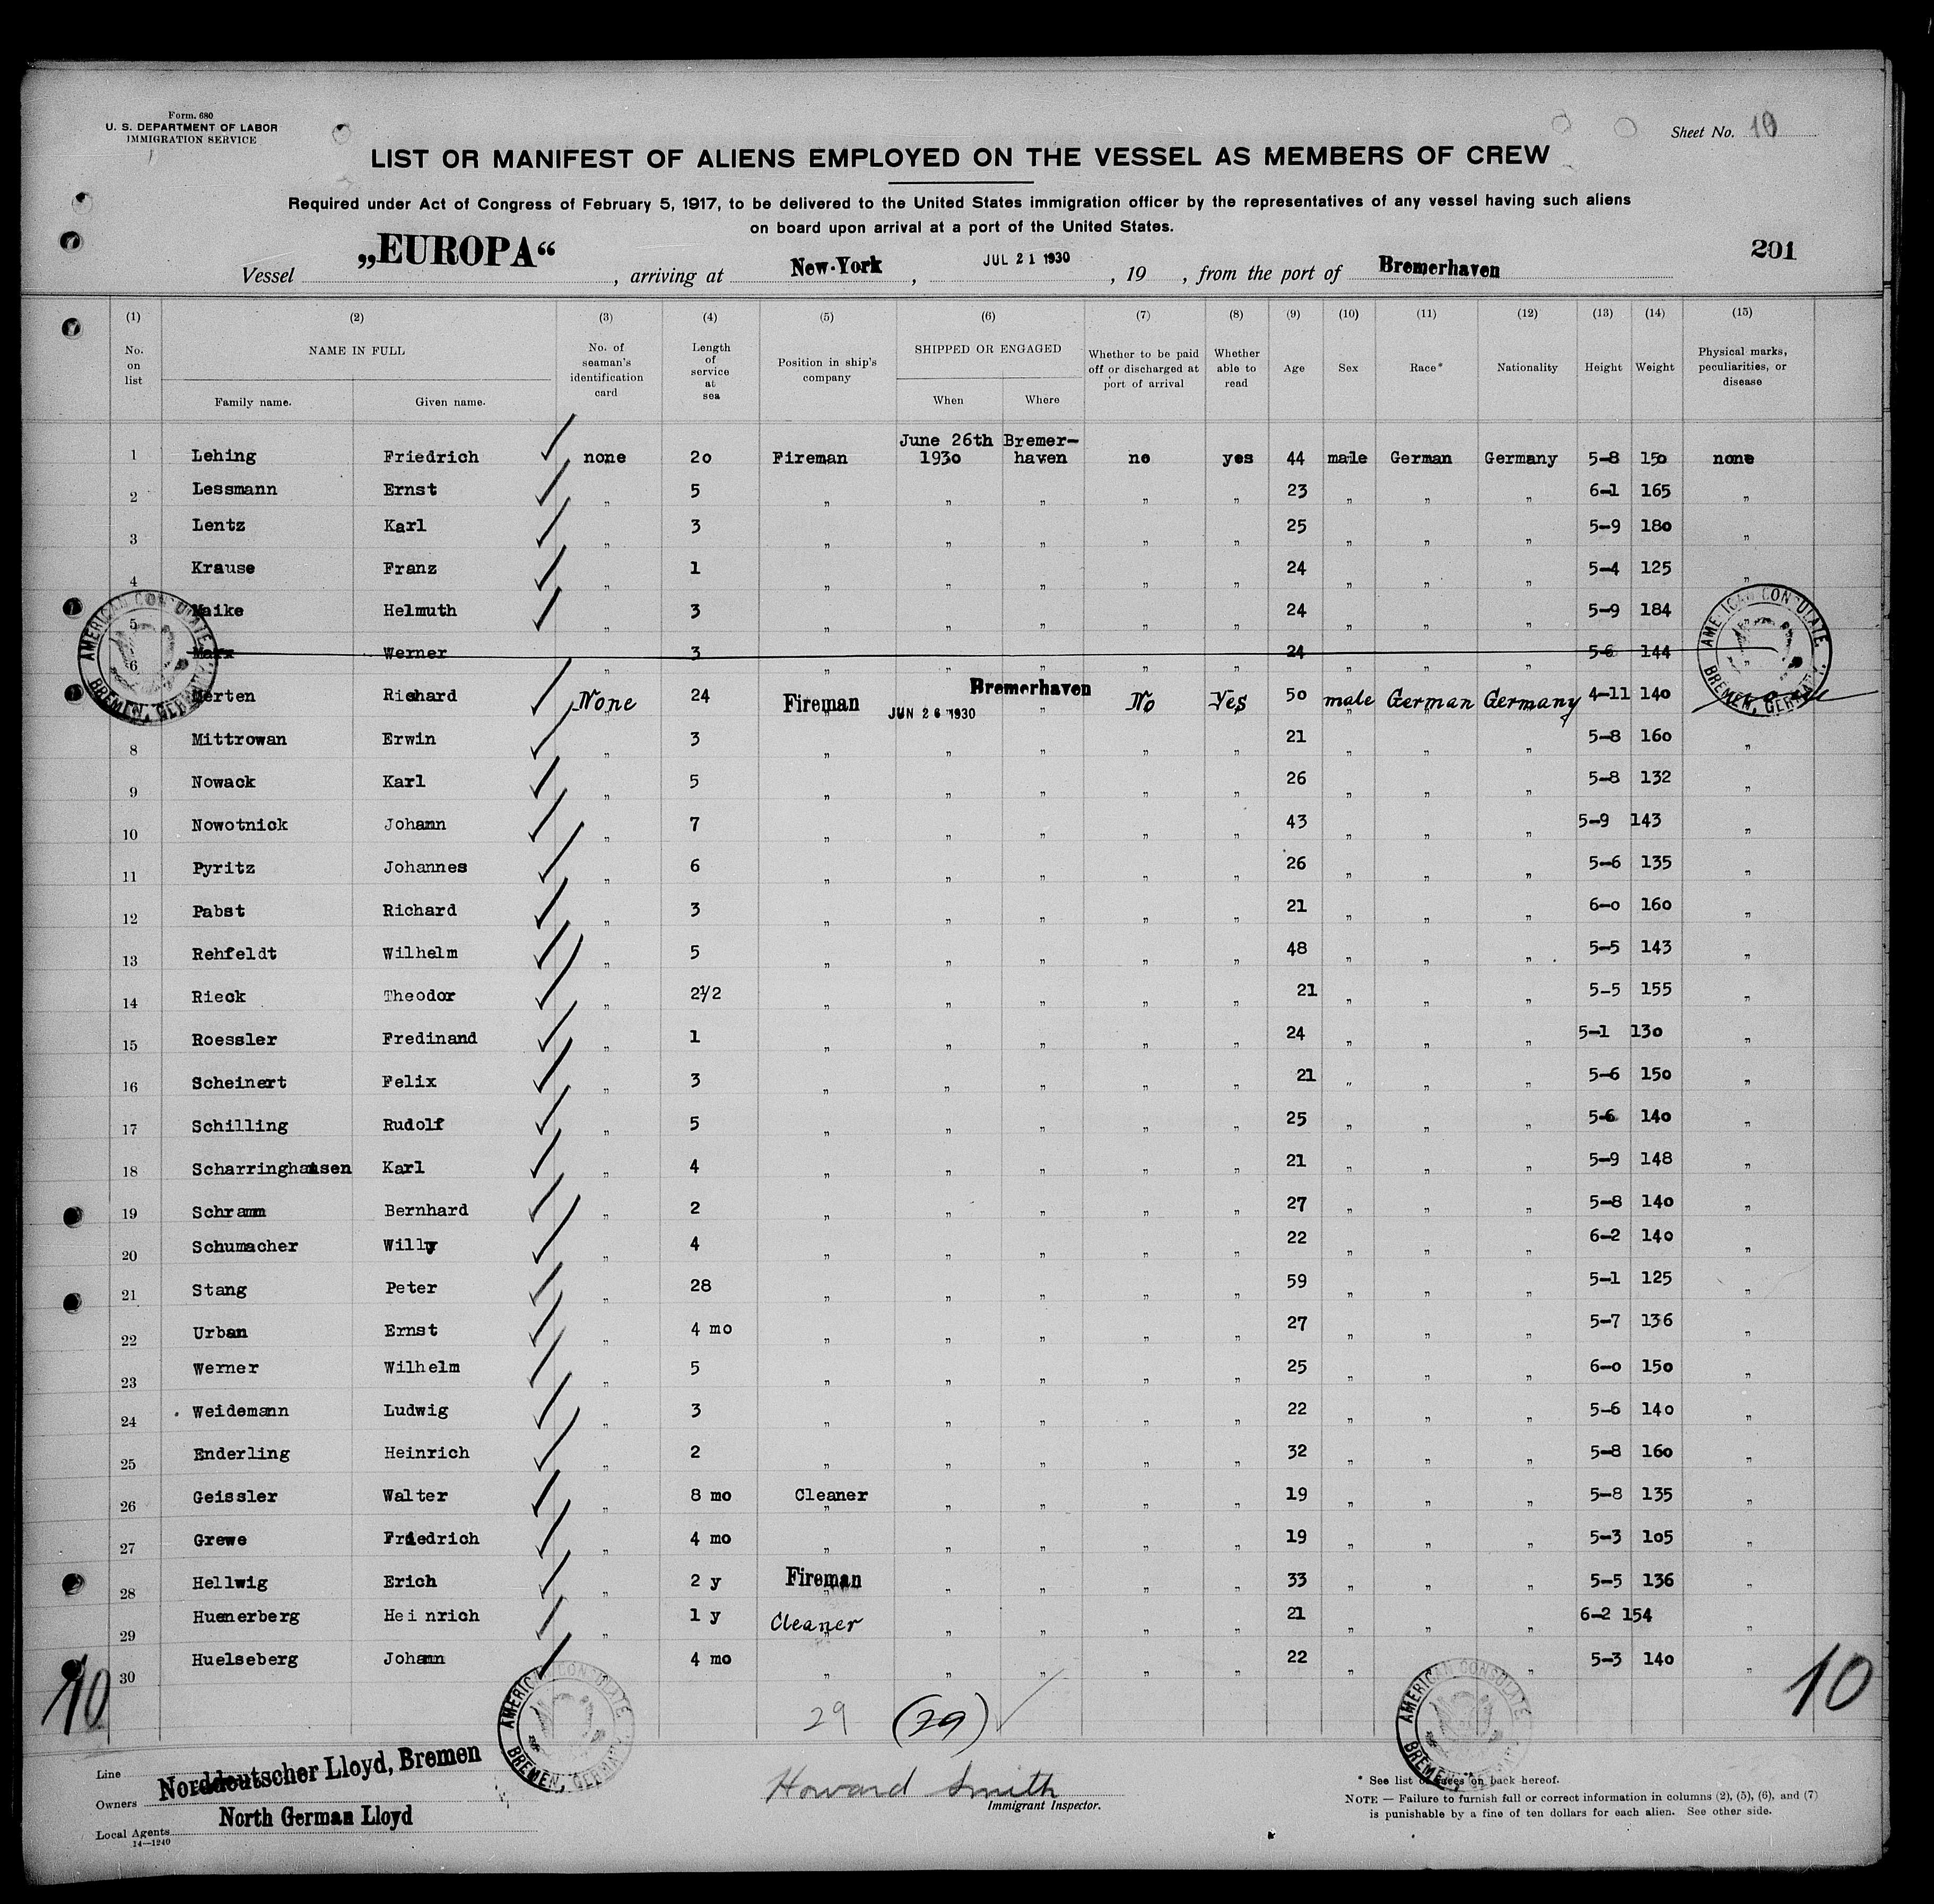 Form. 680
U. S. DEPARTMENT OF LABOR
IMMIGRATION SERVICE
Sheet No. 10
LIST OR MANIFEST OF ALIENS EMPLOYED ON THE VESSEL AS MEMBERS OF CREW
Required under Act of Congress of February 5, 1917, to be delivered to the United States immigration officer by the representatives of any vessel having such aliens
on board upon arrival at a port of the United States.
201
Vessel „EUROPA“ , arriving at New-York , JUL 21 1930 , 19 , from the port of Bremerhaven
(1) (2) (3) (4) (5) (6) (7) (8) (9) (10) (11) (12) (13) (14) (15)
No. on list NAME IN FULL Family name. Given name. No. of seaman's identification card Length of service at sea Position in ship's company SHIPPED OR ENGAGED When Where Whether to be paid off or discharged at port of arrival Whether able to read Age Sex Race* Nationality Height Weight Physical marks, peculiarities, or disease
1 Lehing Friedrich none 20 Fireman June 26th 1930 Bremer-haven no yes 44 male German Germany 5-8 150 none
2 Lessmann Ernst „ 5 „ „ „ „ „ 23 „ „ „ 6-1 165 „
3 Lentz Karl „ 3 „ „ „ „ „ 25 „ „ „ 5-9 180 „
4 Krause Franz „ 1 „ „ „ „ „ 24 „ „ „ 5-4 125 „
5 Maike Helmuth „ 3 „ „ „ „ „ 24 „ „ „ 5-9 184
6 Marx Werner 3 „ „ „ „ „ 24 „ „ „ 5-6 144 „
Merten Richard None 24 Fireman JUN 26 1930 Bremerhaven No Yes 50 male German Germany 4-11 140
8 Mittrowan Erwin „ 3 „ „ „ „ „ 21 „ „ „ 5-8 160 „
9 Nowack Karl „ 5 „ „ „ „ „ 26 „ „ „ 5-8 132 „
10 Nowotnick Johann „ 7 „ „ „ „ „ 43 „ „ „ 5-9 143 „
11 Pyritz Johannes „ 6 „ „ „ „ „ 26 „ „ „ 5-6 135 „
12 Pabst Richard „ 3 „ „ „ „ „ 21 „ „ „ 6-0 160 „
13 Rehfeldt Wilhelm „ 5 „ „ „ „ „ 48 „ „ „ 5-5 143 „
14 Rieck Theodor „ 2½ „ „ „ „ „ 21 „ „ „ 5-5 155 „
15 Roessler Fredinand „ 1 „ „ „ „ „ 24 „ „ „ 5-1 130 „
16 Scheinert Felix „ 3 „ „ „ „ „ 21 „ „ „ 5-6 150 „
17 Schilling Rudolf „ 5 „ „ „ „ „ 25 „ „ „ 5-6 140 „
18 Scharringhausen Karl „ 4 „ „ „ „ „ 21 „ „ „ 5-9 148 „
19 Schramm Bernhard „ 2 „ „ „ „ „ 27 „ „ „ 5-8 140 „
20 Schumacher Willy „ 4 „ „ „ „ „ 22 „ „ „ 6-2 140 „
21 Stang Peter „ 28 „ „ „ „ „ 59 „ „ „ 5-1 125 „
22 Urban Ernst „ 4 mo „ „ „ „ „ 27 „ „ „ 5-7 136 „
23 Werner Wilhelm „ 5 „ „ „ „ „ 25 „ „ „ 6-0 150 „
24 Weidemann Ludwig „ 3 „ „ „ „ „ 22 „ „ „ 5-6 140 „
25 Enderling Heinrich „ 2 „ „ „ „ „ 32 „ „ „ 5-8 160 „
26 Geissler Walter „ 8 mo Cleaner „ „ „ „ 19 „ „ „ 5-8 135 „
27 Grewe Friedrich „ 4 mo „ „ „ „ „ 19 „ „ „ 5-3 105 „
28 Hellwig Erich „ 2 y Fireman „ „ „ „ 33 „ „ „ 5-5 136 „
29 Huenerberg Heinrich „ 1 y Cleaner „ „ „ „ 21 „ „ „ 6-2 154 „
30 Huelseberg Johann 4 mo „ „ „ „ „ 22 „ „ „ 5-3 140 „
AMERICAN CONSULATE BREMEN, GERMANY
AMERICAN CONSULATE BREMEN, GERMANY
10 29 (29) 10
AMERICAN CONSULATE BREMEN, GERMANY
AMERICAN CONSULATE BREMEN, GERMANY
Line Norddeutscher Lloyd, Bremen
Owners North German Lloyd
Local Agents
14—1240
Howard Smith
Immigrant Inspector.
* See list of races on back hereof.
NOTE — Failure to furnish full or correct information in columns (2), (5), (6), and (7)
is punishable by a fine of ten dollars for each alien. See other side.